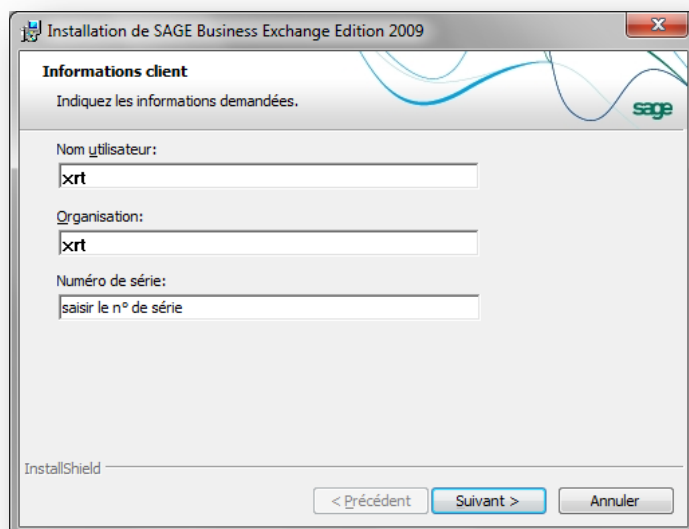 Installation de SAGE Business Exchange Edition 2009
Informations client
Indiquez les informations demandées.
sage
Nom utilisateur:
xrt
Organisation:
xrt
Numéro de série:
saisir le n° de série
InstallShield
< Précédent Suivant > Annuler